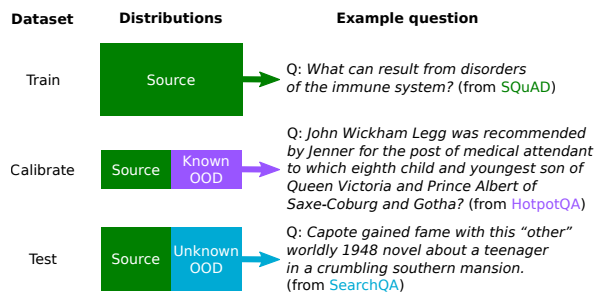 Dataset Distributions Example question
Train
Source
Q: What can result from disorders
of the immune system? (from SQuAD)
Calibrate
Source
Known
OOD
Q: John Wickham Legg was recommended
by Jenner for the post of medical attendant
to which eighth child and youngest son of
Queen Victoria and Prince Albert of
Saxe-Coburg and Gotha? (from HotpotQA)
Test
Source
Unknown
OOD
Q: Capote gained fame with this “other”
worldly 1948 novel about a teenager
in a crumbling southern mansion.
(from SearchQA)